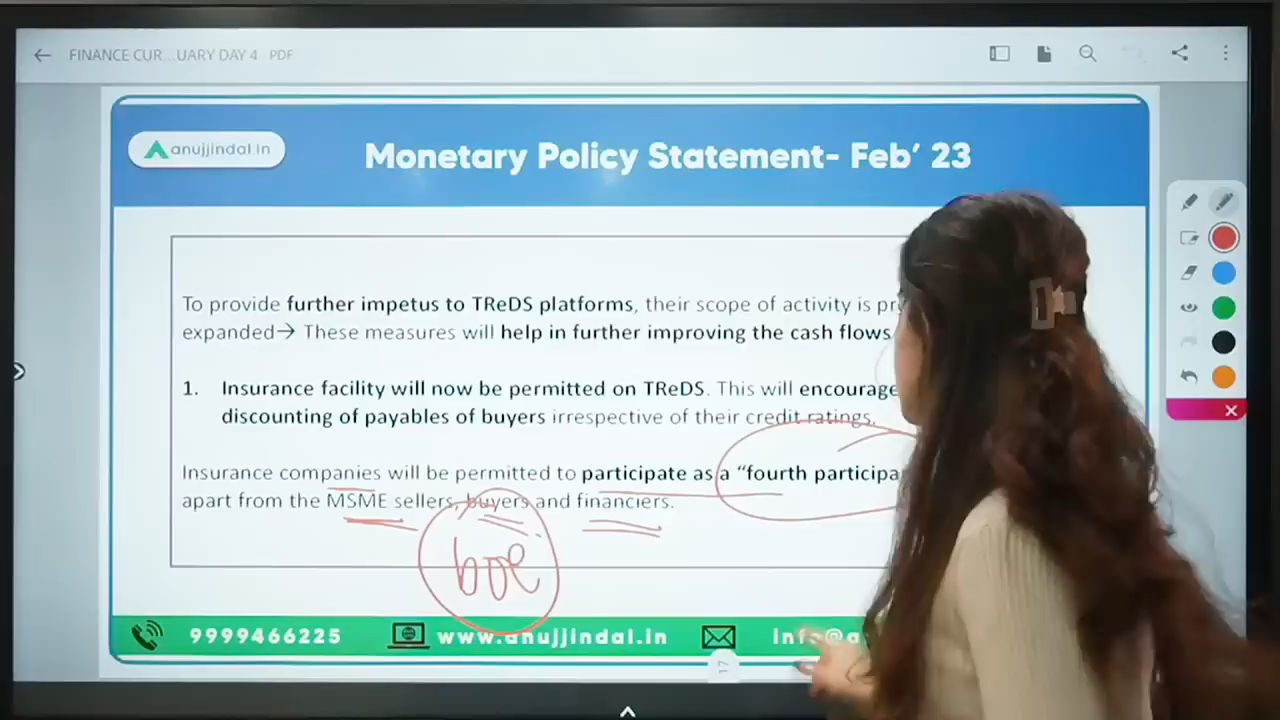 FINANCE CUR...UARY DAY 4 PDF
anujjindal.in
Monetary Policy Statement- Feb' 23
To provide further impetus to TReDS platforms, their scope of activity is
expanded→ These measures will help in further improving the cash flows
1. Insurance facility will now be permitted on TReDS. This will encourage
discounting of payables of buyers irrespective of their credit ratings.
Insurance companies will be permitted to participate as a "fourth
apart from the MSME sellers, buyers and financiers.
boe
9999466225 www.anujjindal.in
17